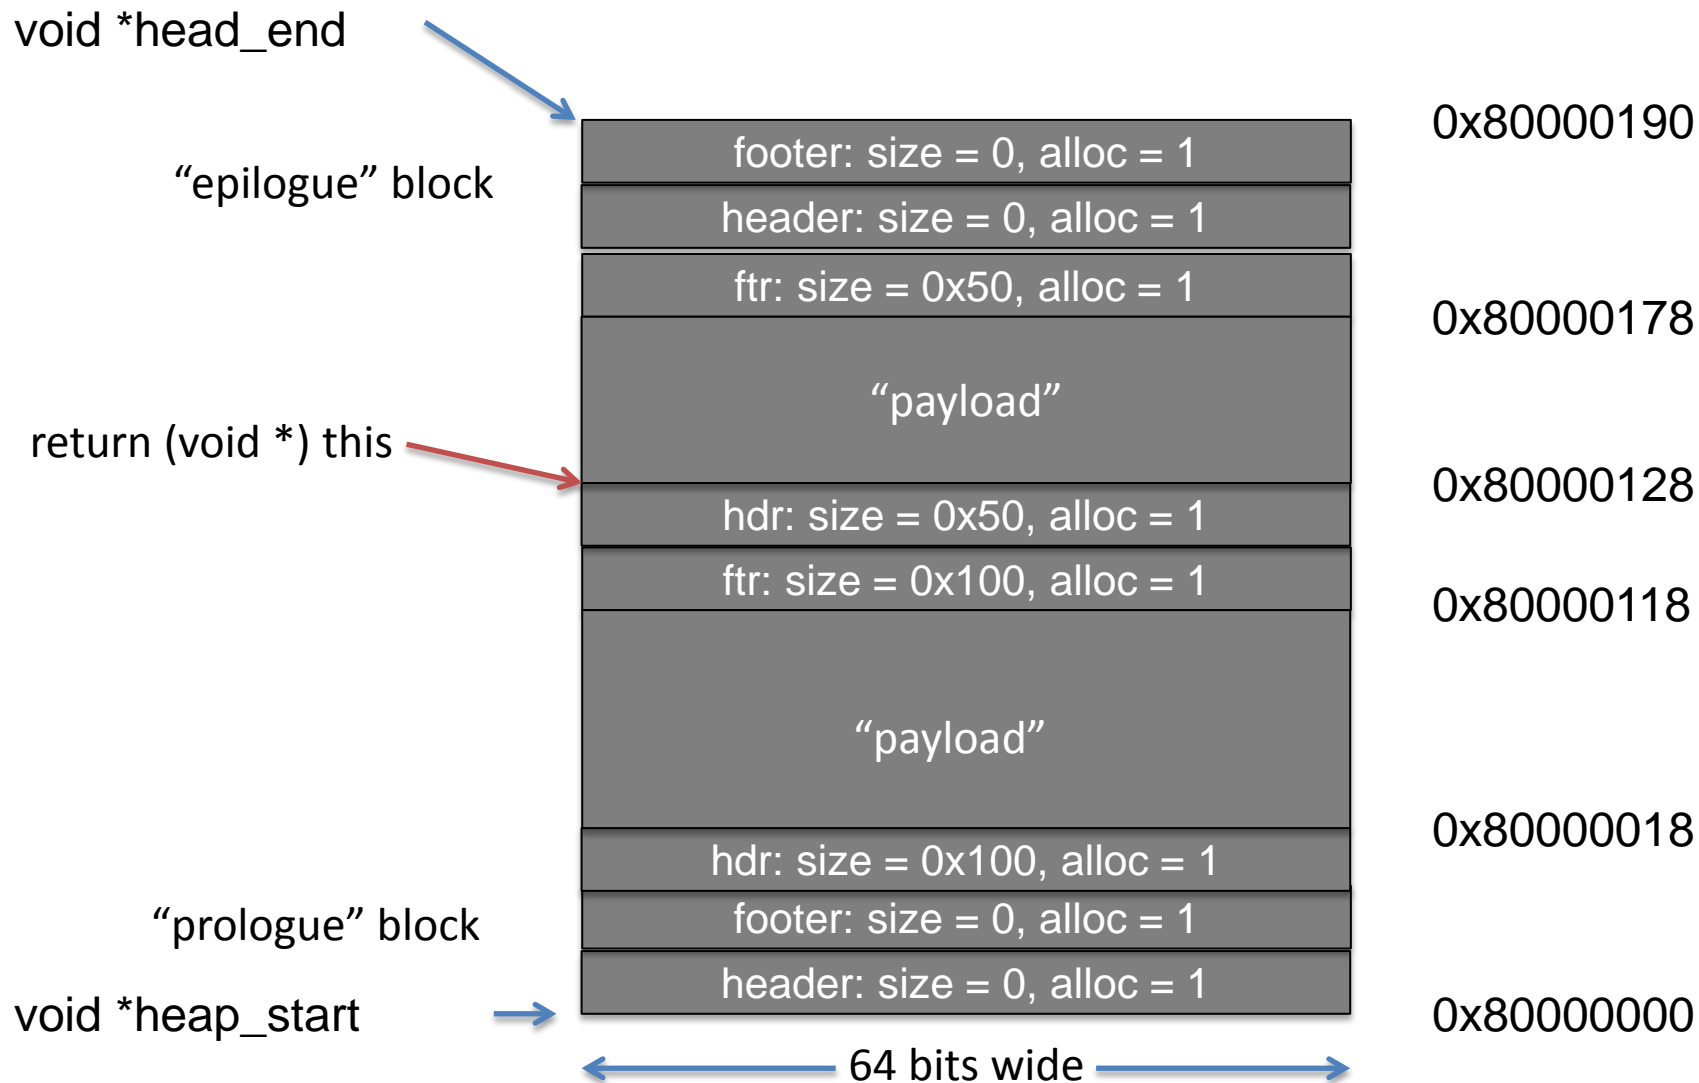 void *head_end
0x80000190
footer: size = 0, alloc = 1
“epilogue” block
header: size = 0, alloc = 1
ftr: size = 0x50, alloc = 1
0x80000178
“payload”
return (void *) this
0x80000128
hdr: size = 0x50, alloc = 1
ftr: size = 0x100, alloc = 1
0x80000118
“payload”
0x80000018
hdr: size = 0x100, alloc = 1
“prologue” block
footer: size = 0, alloc = 1
header: size = 0, alloc = 1
void *heap_start
0x80000000
64 bits wide